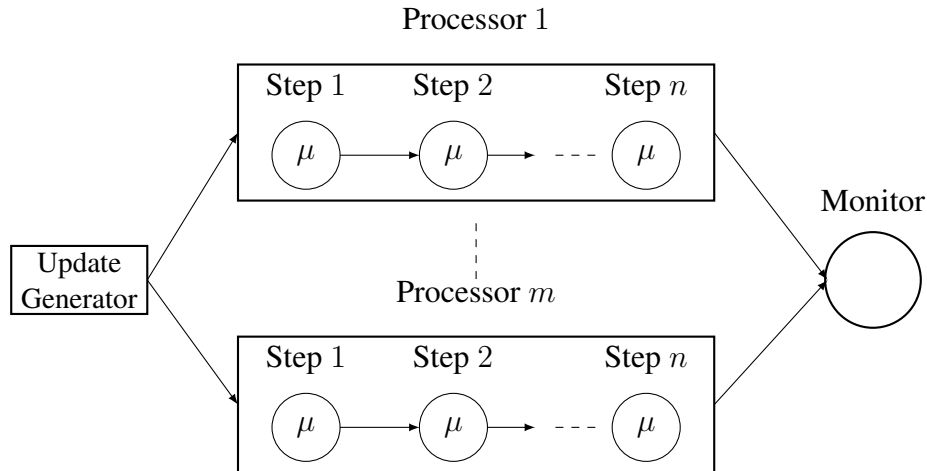 Processor 1
Step 1 Step 2 Step n
μ μ μ
Monitor
Update
Generator
Processor m
Step 1 Step 2 Step n
μ μ μ